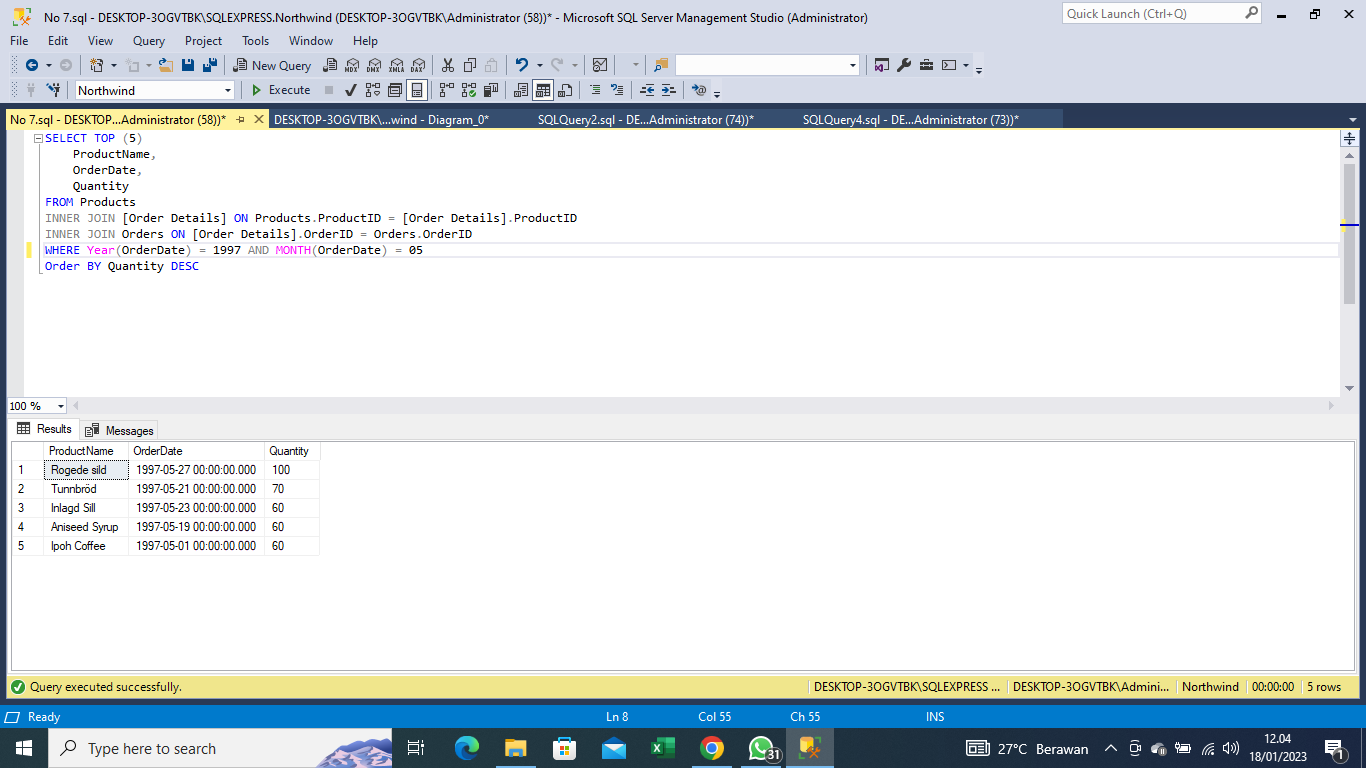 No 7.sql - DESKTOP-3OGVTBK\SQLEXPRESS.Northwind (DESKTOP-3OGVTBK\Administrator (58))* - Microsoft SQL Server Management Studio (Administrator)
Quick Launch (Ctrl+Q)
File Edit View Query Project Tools Window Help
New Query MDX DMX XMLA DAX
Northwind Execute
No 7.sql - DESKTOP...Administrator (58))* DESKTOP-3OGVTBK\...wind - Diagram_0* SQLQuery2.sql - DE...Administrator (74))* SQLQuery4.sql - DE...Administrator (73))*
SELECT TOP (5)
ProductName,
OrderDate,
Quantity
FROM Products
INNER JOIN [Order Details] ON Products.ProductID = [Order Details].ProductID
INNER JOIN Orders ON [Order Details].OrderID = Orders.OrderID
WHERE Year(OrderDate) = 1997 AND MONTH(OrderDate) = 05
Order BY Quantity DESC
100 %
Results Messages
ProductName OrderDate Quantity
1 Rogede sild 1997-05-27 00:00:00.000 100
2 Tunnbröd 1997-05-21 00:00:00.000 70
3 Inlagd Sill 1997-05-23 00:00:00.000 60
4 Aniseed Syrup 1997-05-19 00:00:00.000 60
5 Ipoh Coffee 1997-05-01 00:00:00.000 60
Query executed successfully. DESKTOP-3OGVTBK\SQLEXPRESS ... DESKTOP-3OGVTBK\Admini... Northwind 00:00:00 5 rows
Ready Ln 8 Col 55 Ch 55 INS
Type here to search 31 27°C Berawan 12.04
18/01/2023 1